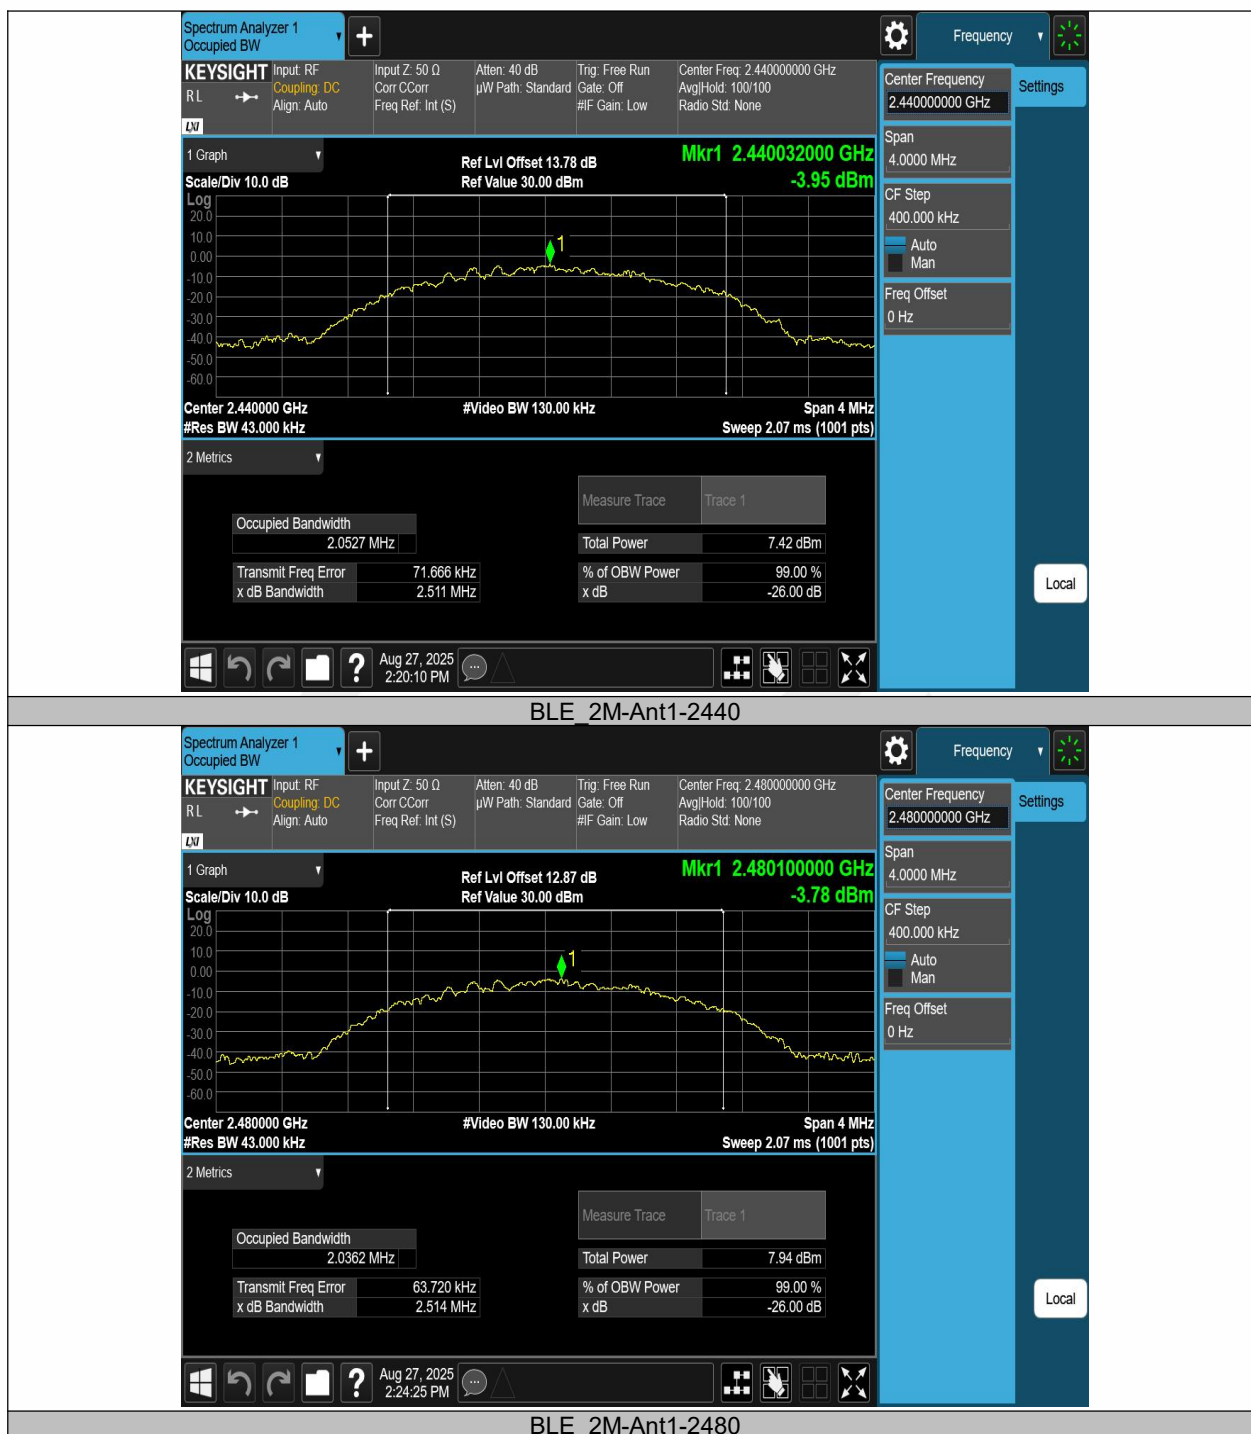 Spectrum Analyzer 1
Occupied BW
+
Frequency
KEYSIGHT
RL
LXI
Input: RF
Coupling: DC
Align: Auto
Input Z: 50 Ω
Corr CCorr
Freq Ref: Int (S)
Atten: 40 dB
µW Path: Standard
Trig: Free Run
Gate: Off
#IF Gain: Low
Center Freq: 2.440000000 GHz
Avg|Hold: 100/100
Radio Std: None
Center Frequency
2.440000000 GHz
Settings
Span
4.0000 MHz
CF Step
400.000 kHz
Auto
Man
Freq Offset
0 Hz
Local
1 Graph
Scale/Div 10.0 dB
Ref Lvl Offset 13.78 dB
Ref Value 30.00 dBm
Mkr1 2.440032000 GHz
-3.95 dBm
Log
20.0
10.0
0.00
-10.0
-20.0
-30.0
-40.0
-50.0
-60.0
1
Center 2.440000 GHz
#Video BW 130.00 kHz
Span 4 MHz
#Res BW 43.000 kHz
Sweep 2.07 ms (1001 pts)
2 Metrics
Measure Trace Trace 1
Occupied Bandwidth
2.0527 MHz
Total Power 7.42 dBm
Transmit Freq Error 71.666 kHz
% of OBW Power 99.00 %
x dB Bandwidth 2.511 MHz
x dB -26.00 dB
?
Aug 27, 2025
2:20:10 PM
BLE_2M-Ant1-2440
Spectrum Analyzer 1
Occupied BW
+
Frequency
KEYSIGHT
RL
LXI
Input: RF
Coupling: DC
Align: Auto
Input Z: 50 Ω
Corr CCorr
Freq Ref: Int (S)
Atten: 40 dB
µW Path: Standard
Trig: Free Run
Gate: Off
#IF Gain: Low
Center Freq: 2.480000000 GHz
Avg|Hold: 100/100
Radio Std: None
Center Frequency
2.480000000 GHz
Settings
Span
4.0000 MHz
CF Step
400.000 kHz
Auto
Man
Freq Offset
0 Hz
Local
1 Graph
Scale/Div 10.0 dB
Ref Lvl Offset 12.87 dB
Ref Value 30.00 dBm
Mkr1 2.480100000 GHz
-3.78 dBm
Log
20.0
10.0
0.00
-10.0
-20.0
-30.0
-40.0
-50.0
-60.0
1
Center 2.480000 GHz
#Video BW 130.00 kHz
Span 4 MHz
#Res BW 43.000 kHz
Sweep 2.07 ms (1001 pts)
2 Metrics
Measure Trace Trace 1
Occupied Bandwidth
2.0362 MHz
Total Power 7.94 dBm
Transmit Freq Error 63.720 kHz
% of OBW Power 99.00 %
x dB Bandwidth 2.514 MHz
x dB -26.00 dB
?
Aug 27, 2025
2:24:25 PM
BLE_2M-Ant1-2480